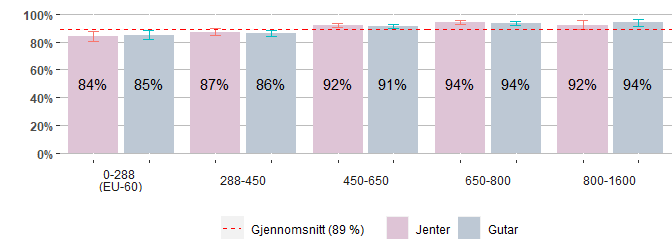 100%
80%
60%
40%
20%
0%
84% 85% 87% 86% 92% 91% 94% 94% 92% 94%
0-288 288-450 450-650 650-800 800-1600
(EU-60)
Gjennomsnitt (89 %) Jenter Gutar